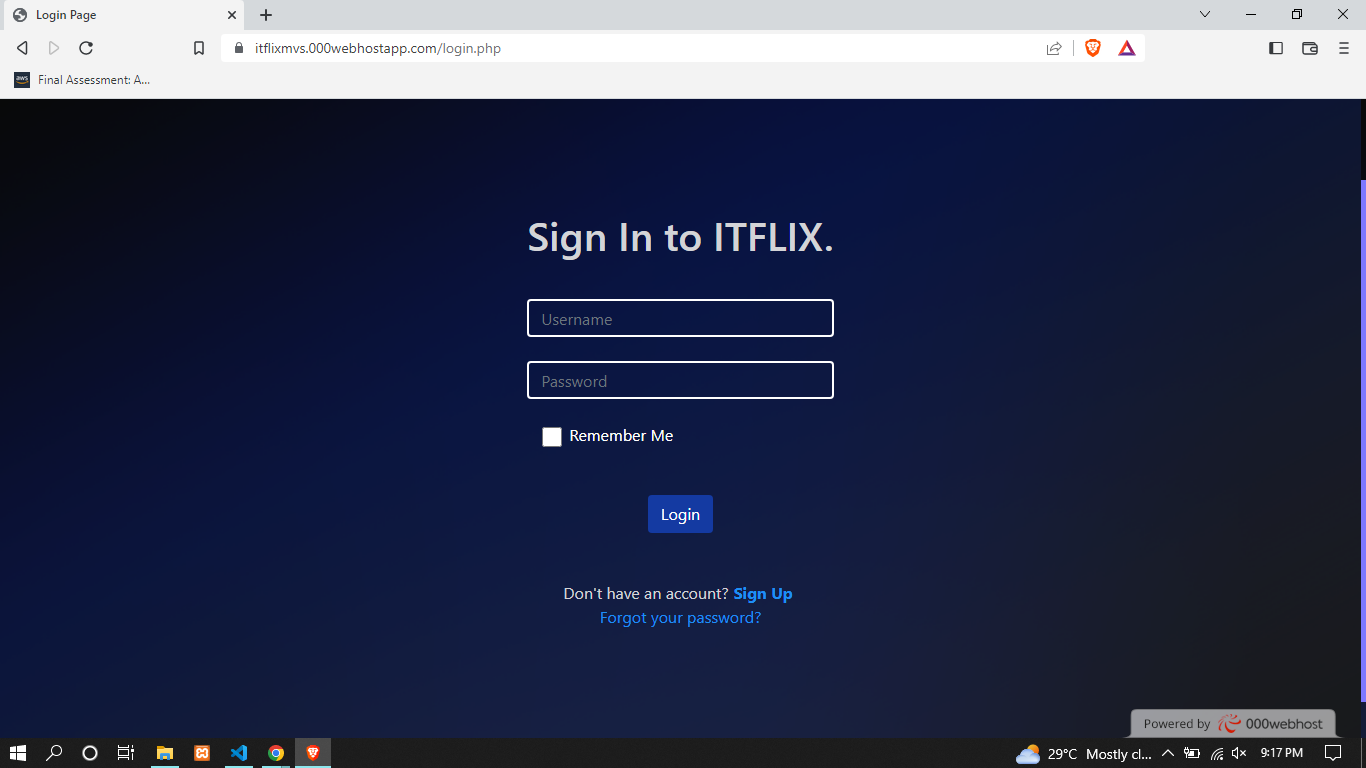 Login Page
itflixmvs.000webhostapp.com/login.php
aws
Final Assessment: A...
Sign In to ITFLIX.
Username
Password
Remember Me
Login
Don't have an account? Sign Up
Forgot your password?
Powered by 000webhost
29°C Mostly cl... 9:17 PM